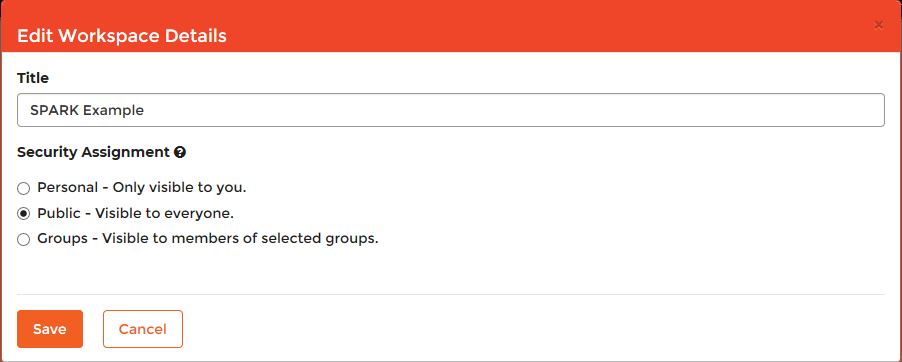 Edit Workspace Details
×
Title
SPARK Example
Security Assignment ?
Personal - Only visible to you.
Public - Visible to everyone.
Groups - Visible to members of selected groups.
Save Cancel